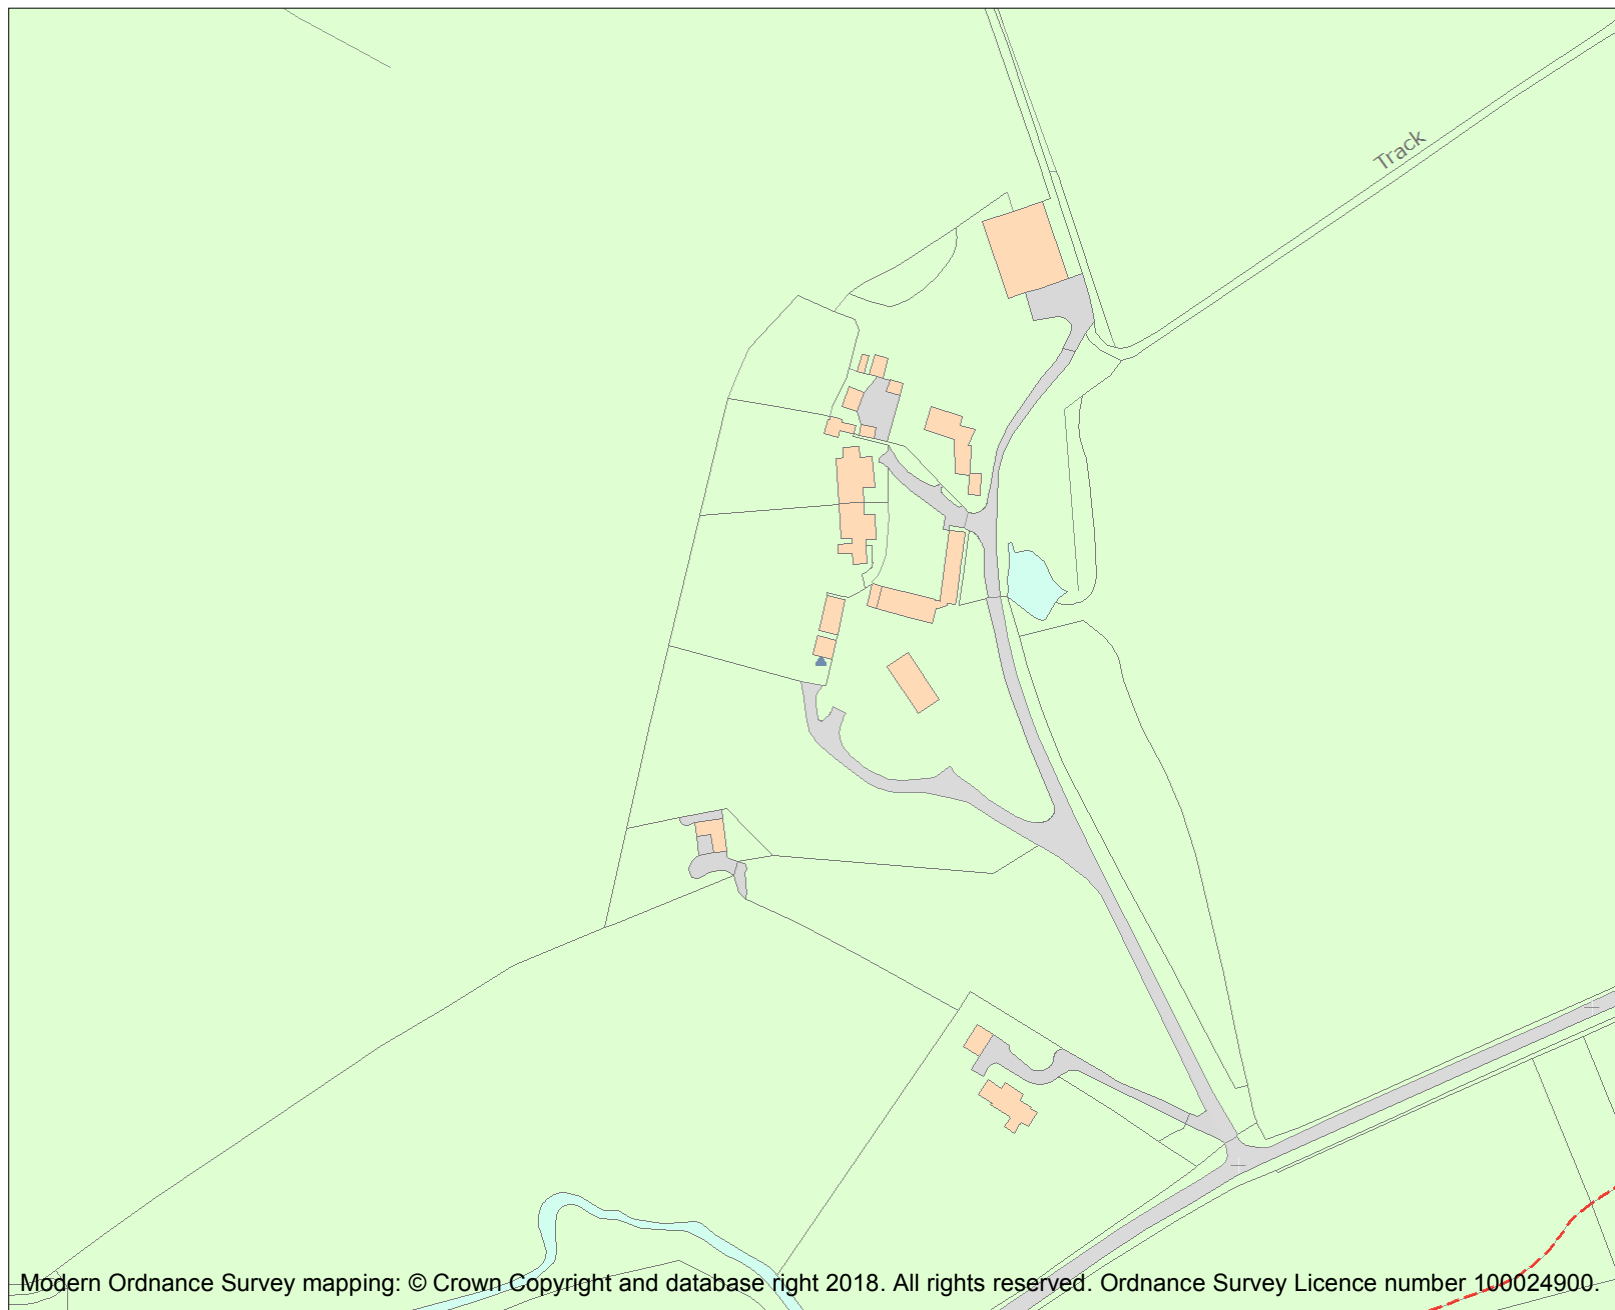 Track
Modern Ordnance Survey mapping: © Crown Copyright and database right 2018. All rights reserved. Ordnance Survey Licence number 100024900.